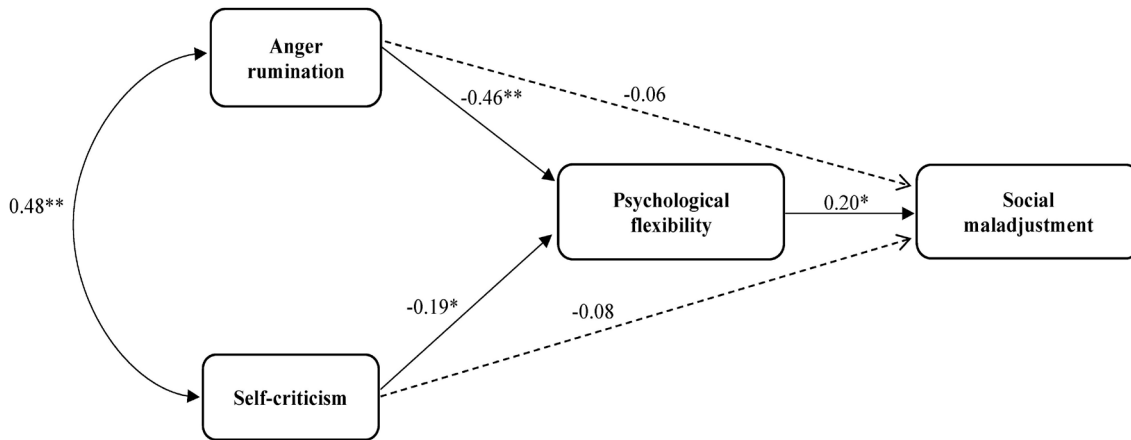 Anger
rumination
-0.06
-0.46**
0.48**
Psychological
flexibility
0.20*
Social
maladjustment
-0.19*
-0.08
Self-criticism